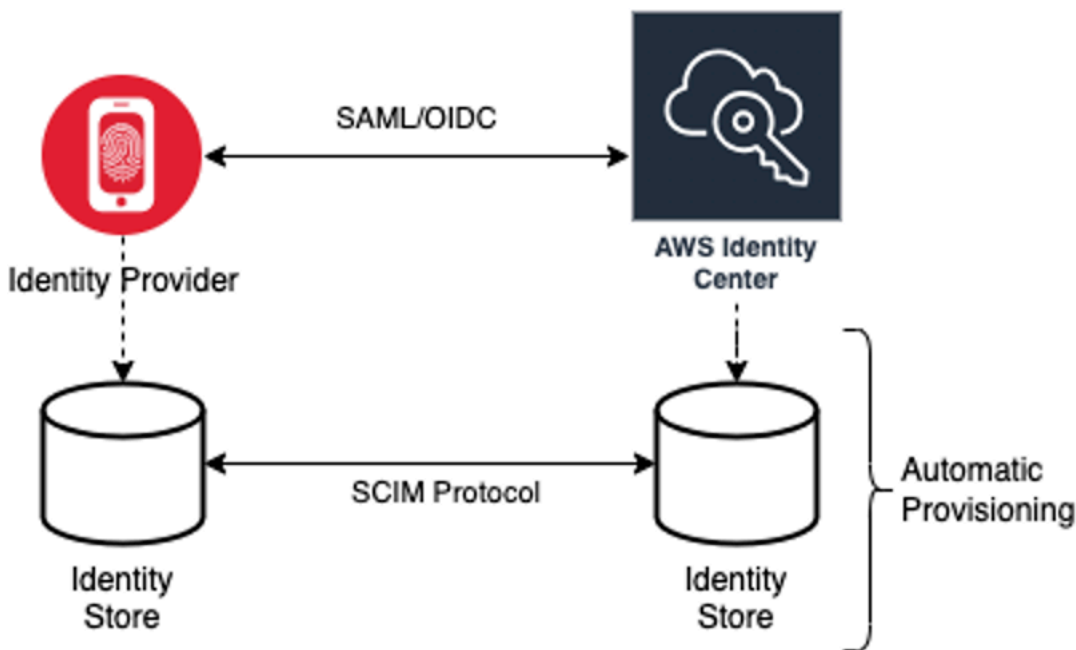 SAML/OIDC
Identity Provider
AWS Identity
Center
SCIM Protocol
Automatic
Provisioning
Identity
Store
Identity
Store